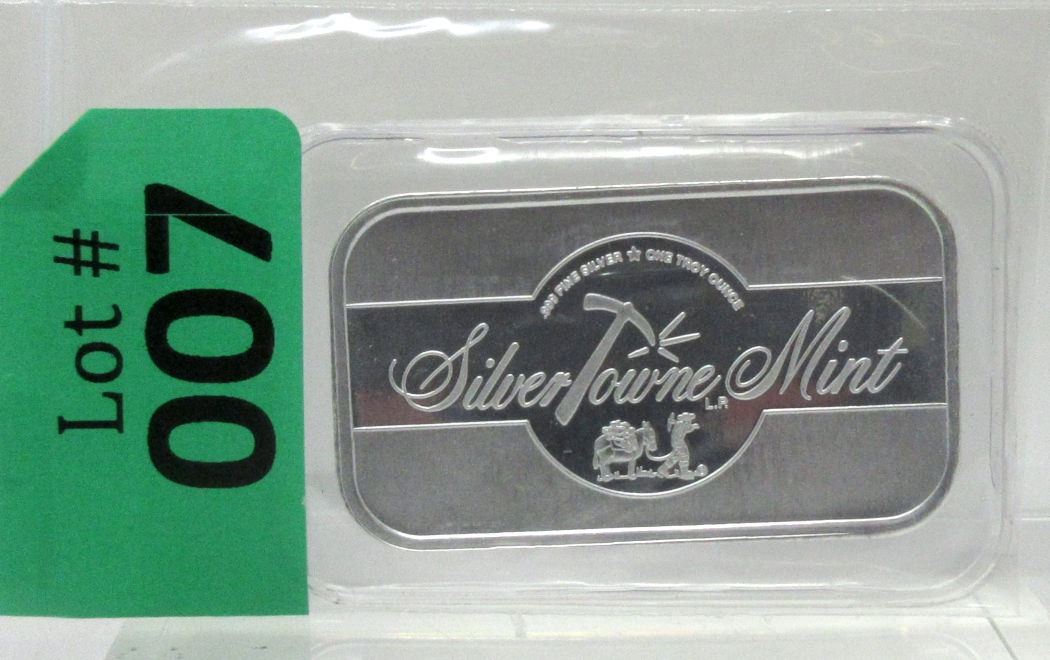 Lot #
007
.999 FINE SILVER ☆ ONE TROY OUNCE
SilverTowne Mint
L.P.